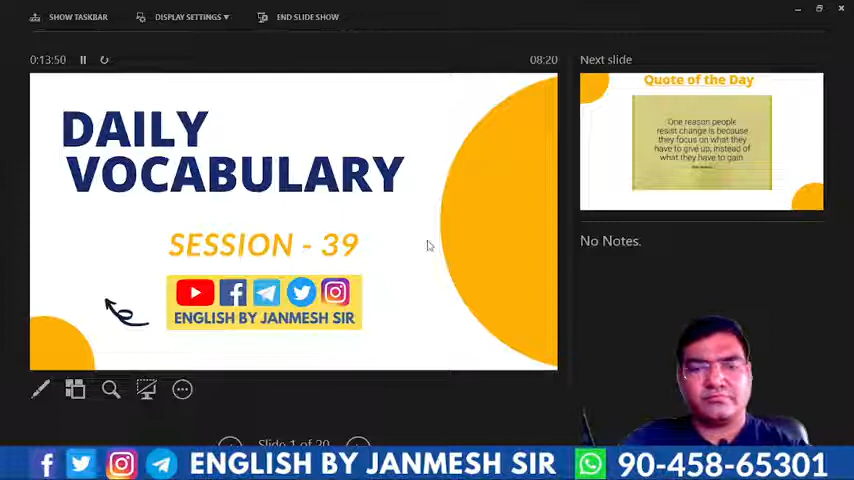 SHOW TASKBAR
DISPLAY SETTINGS ▼
END SLIDE SHOW
0:13:50
08:20
Next slide
DAILY
VOCABULARY
SESSION - 39
ENGLISH BY JANMESH SIR
Quote of the Day
One reason people
resist change is because
they focus on what they
have to give up, instead of
what they have to gain
No Notes.
Slide 1 of 20
ENGLISH BY JANMESH SIR
90-458-65301